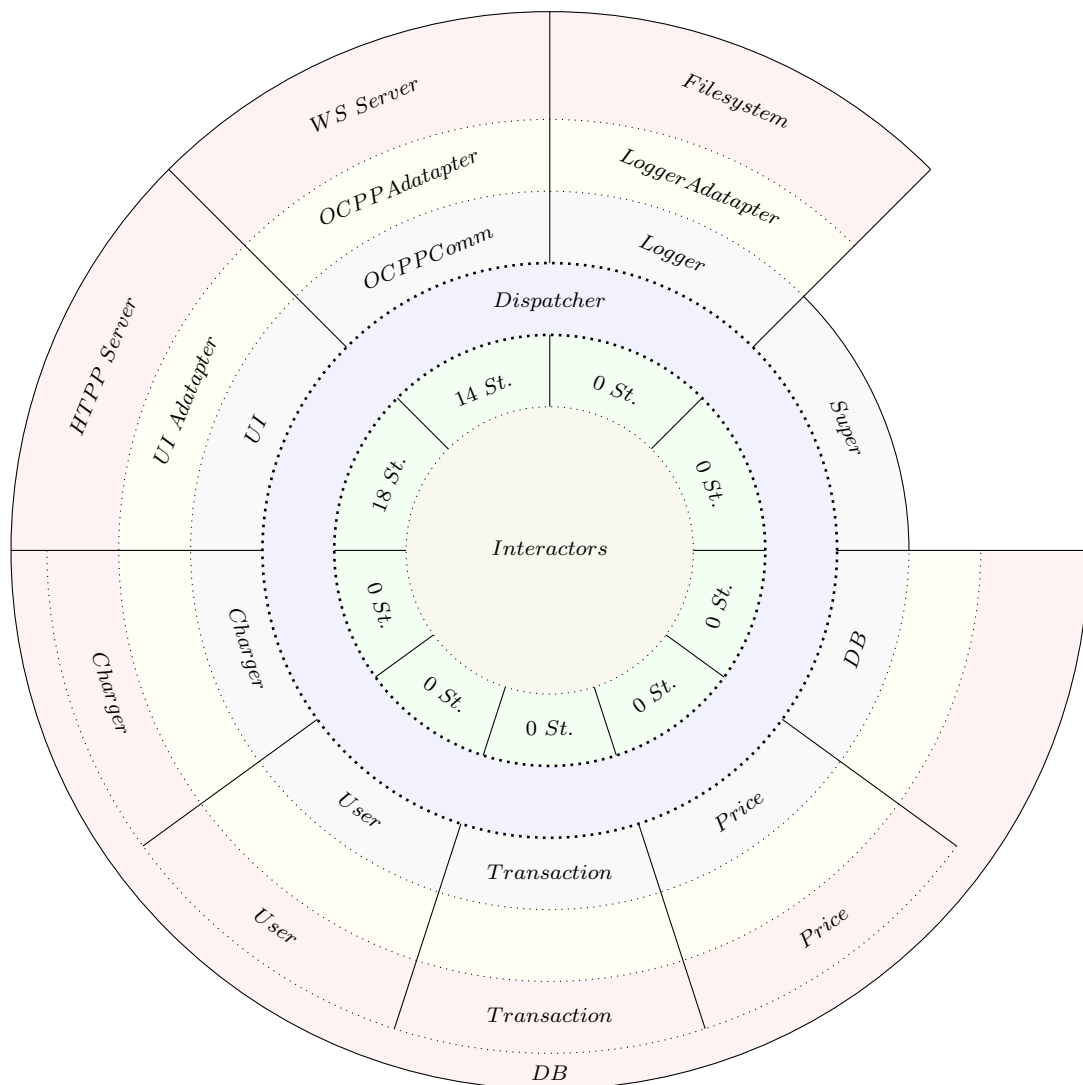 WS Server
Filesystem
OCPP Adatapter
Logger Adatapter
OCPPComm
Logger
Dispatcher
HTPP Server
UI Adatapter
UI
14 St.
0 St.
Super
18 St.
0 St.
Interactors
0 St.
0 St.
Charger
Charger
DB
0 St.
0 St.
0 St.
User
Price
Transaction
User
Price
Transaction
DB